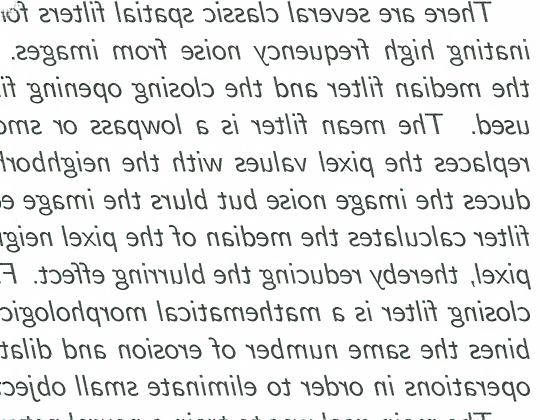 There are several classic spatial filters for
inating high frequency noise from images.
the median filter and the closing opening fi
used. The mean filter is a lowpass or smo
replaces the pixel values with the neighborh
duces the image noise but blurs the image e
filter calculates the median of the pixel neig
pixel, thereby reducing the blurring effect. F
closing filter is a mathematical morphologic
bines the same number of erosion and dilat
operations in order to eliminate small objec